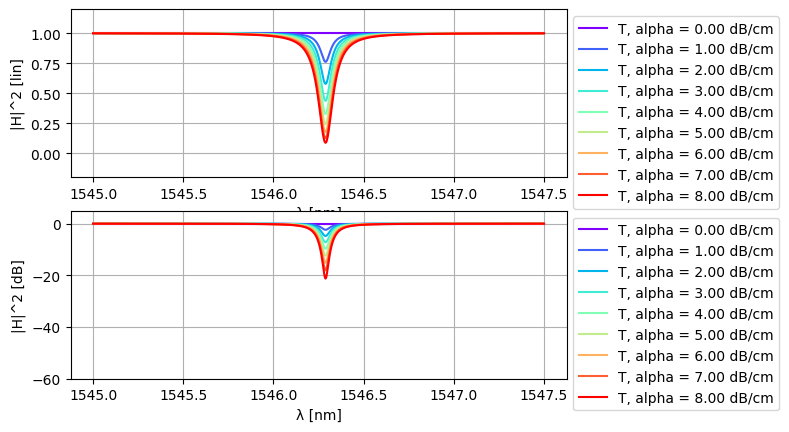 |H|^2 [lin]
1.00
0.75
0.50
0.25
0.00
1545.0 1545.5 1546.0 1546.5 1547.0 1547.5
λ [nm]
T, alpha = 0.00 dB/cm
T, alpha = 1.00 dB/cm
T, alpha = 2.00 dB/cm
T, alpha = 3.00 dB/cm
T, alpha = 4.00 dB/cm
T, alpha = 5.00 dB/cm
T, alpha = 6.00 dB/cm
T, alpha = 7.00 dB/cm
T, alpha = 8.00 dB/cm
|H|^2 [dB]
0
−20
−40
−60
1545.0 1545.5 1546.0 1546.5 1547.0 1547.5
λ [nm]
T, alpha = 0.00 dB/cm
T, alpha = 1.00 dB/cm
T, alpha = 2.00 dB/cm
T, alpha = 3.00 dB/cm
T, alpha = 4.00 dB/cm
T, alpha = 5.00 dB/cm
T, alpha = 6.00 dB/cm
T, alpha = 7.00 dB/cm
T, alpha = 8.00 dB/cm